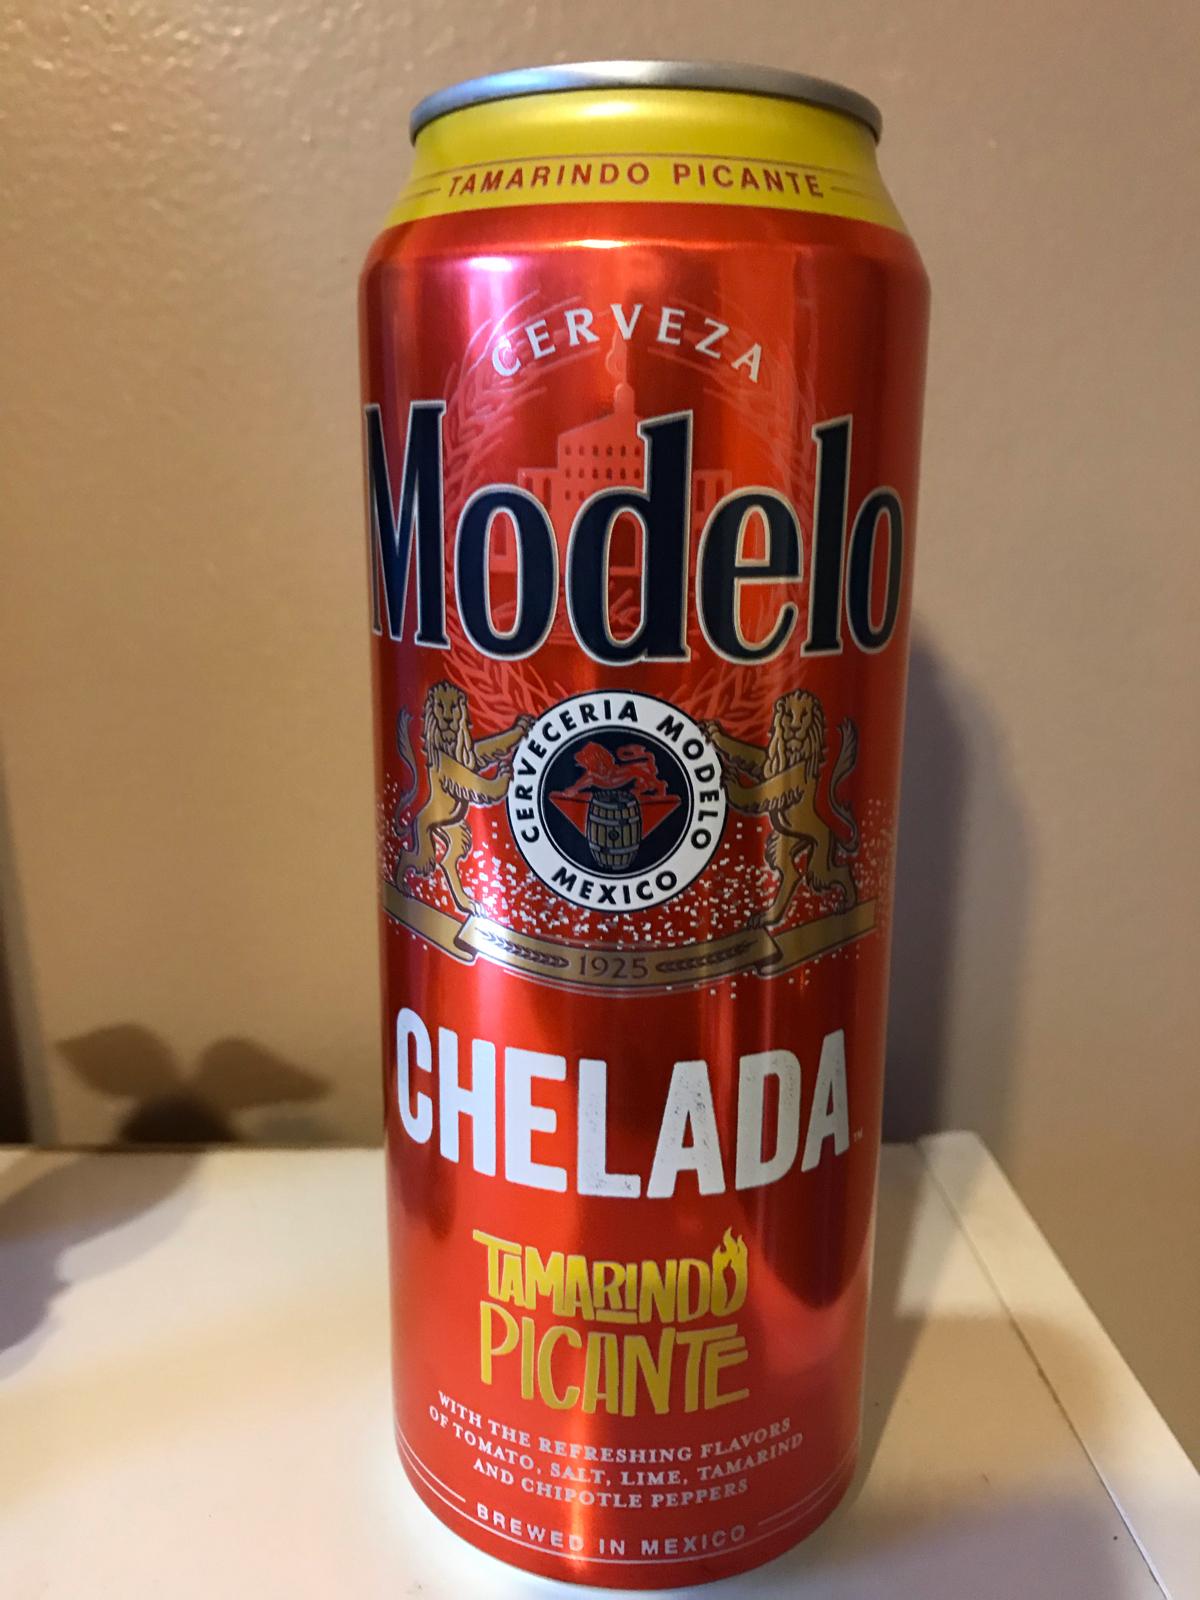 TAMARINDO PICANTE
CERVEZA
Modelo
CERVECERIA MODELO
MEXICO
1925
CHELADA™
TAMARINDO
PICANTE
WITH THE REFRESHING FLAVORS
OF TOMATO, SALT, LIME, TAMARIND
AND CHIPOTLE PEPPERS
BREWED IN MEXICO